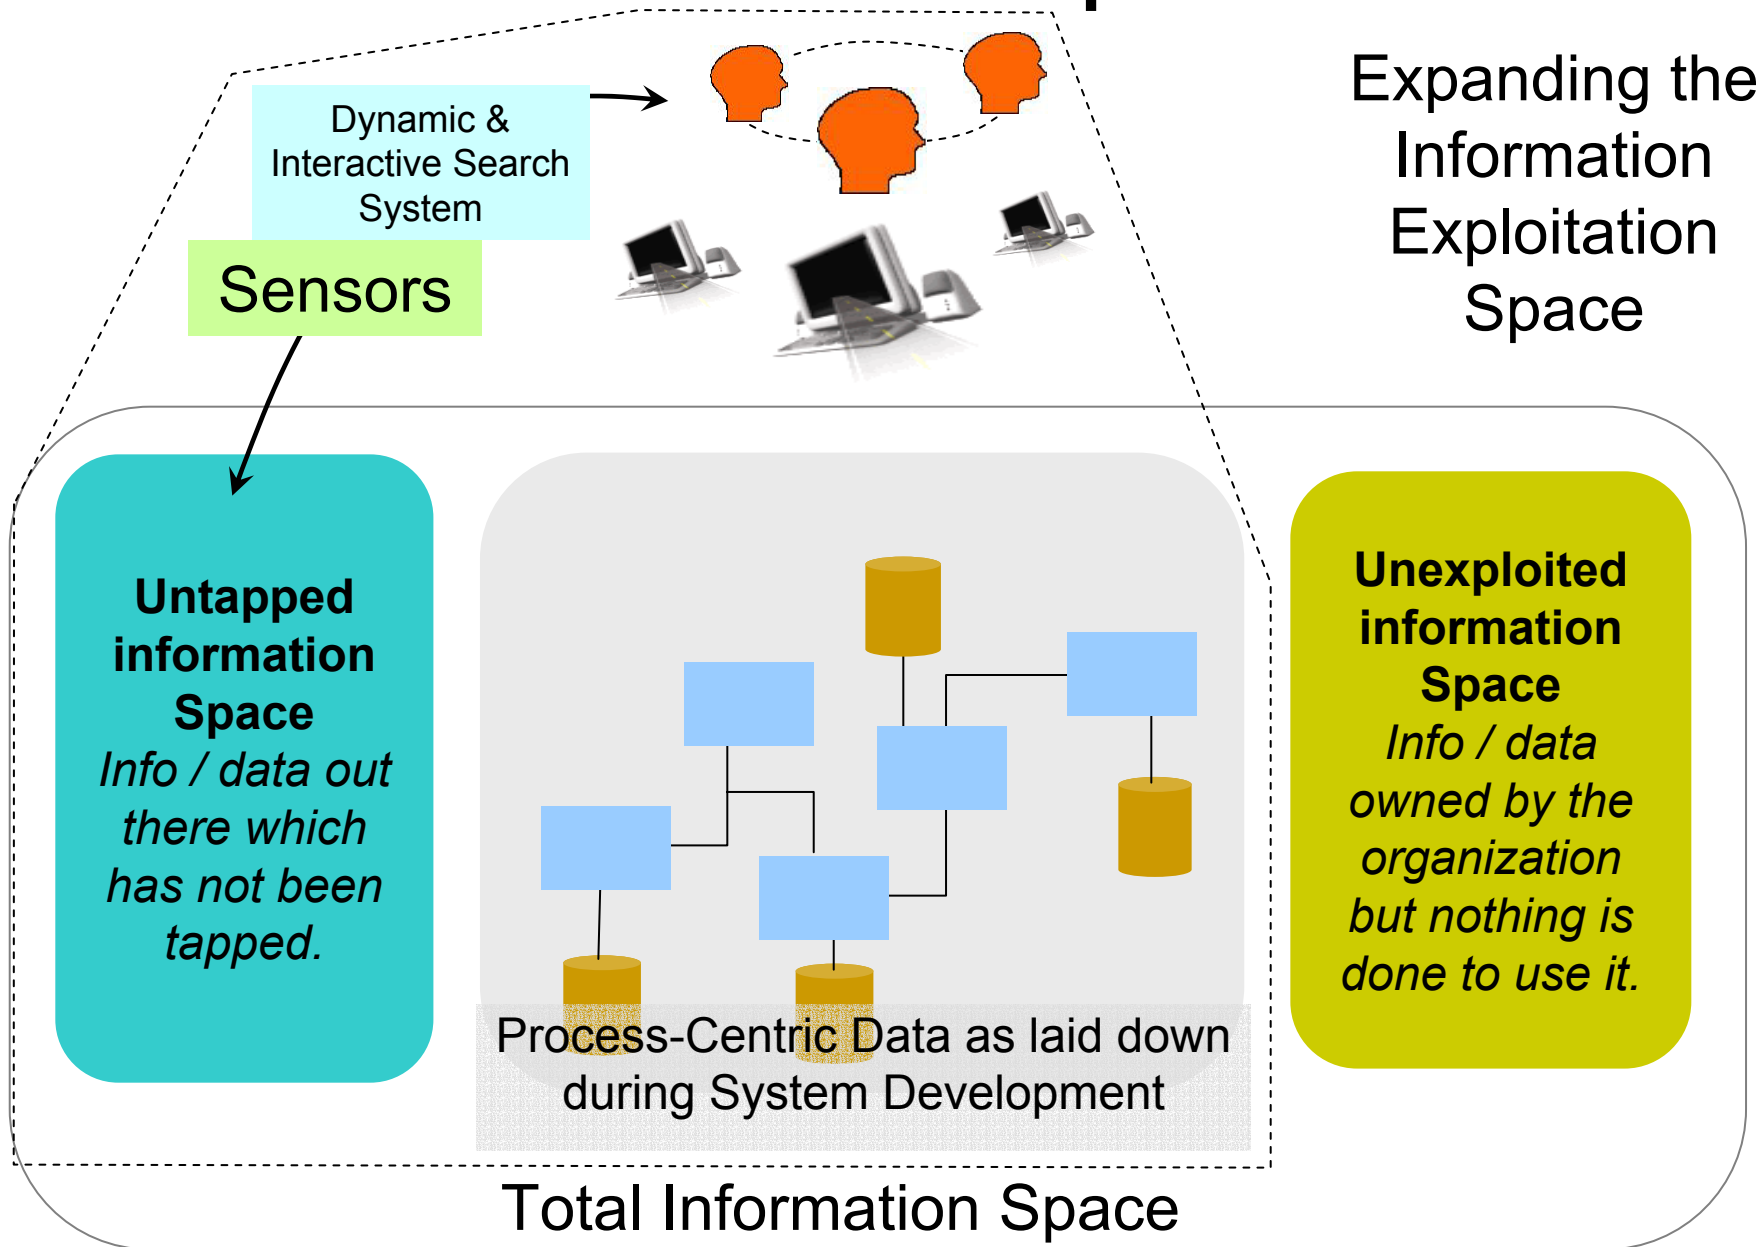 Expanding the
Information
Exploitation
Space
Dynamic &
Interactive Search
System
Sensors
Untapped
information
Space
Info / data out
there which
has not been
tapped.
Process-Centric Data as laid down
during System Development
Unexploited
information
Space
Info / data
owned by the
organization
but nothing is
done to use it.
Total Information Space